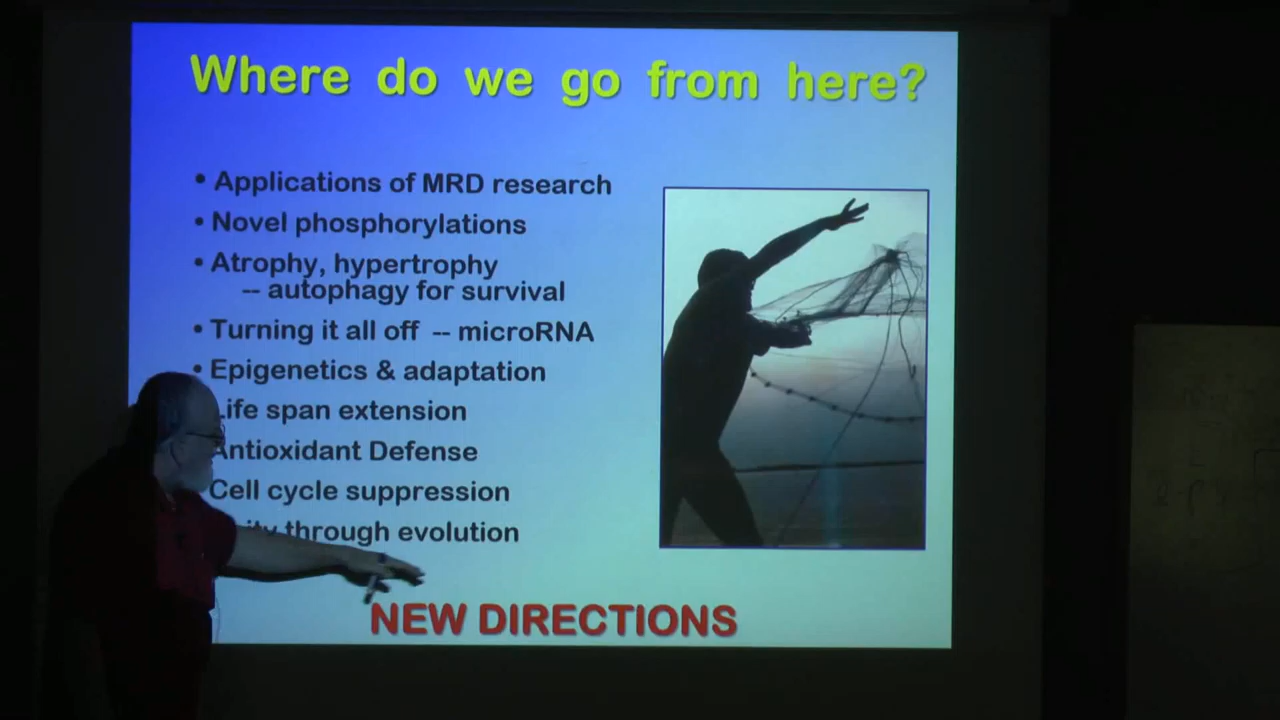 Where do we go from here?
• Applications of MRD research
• Novel phosphorylations
• Atrophy, hypertrophy
-- autophagy for survival
• Turning it all off -- microRNA
• Epigenetics & adaptation
Life span extension
Antioxidant Defense
Cell cycle suppression
through evolution
NEW DIRECTIONS